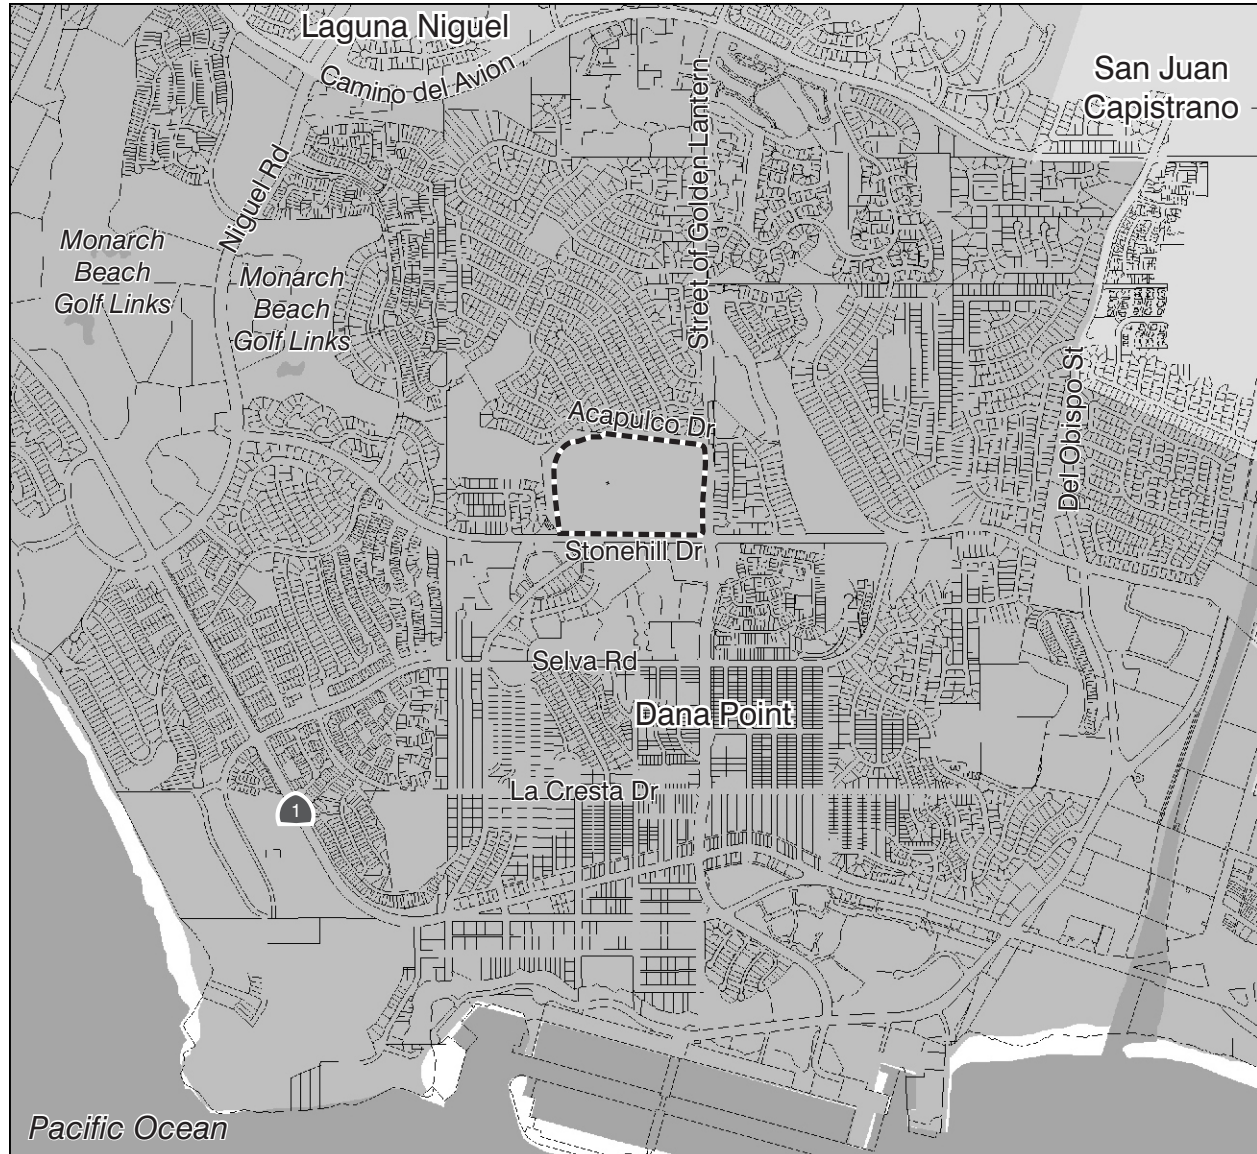 Laguna Niguel
Camino del Avion
San Juan
Capistrano
Street of Golden Lantern
Niguel Rd
Monarch
Beach
Golf Links
Monarch
Beach
Golf Links
Del Obispo St
Acapulco Dr
Stonehill Dr
Selva Rd
Dana Point
La Cresta Dr
1
Pacific Ocean